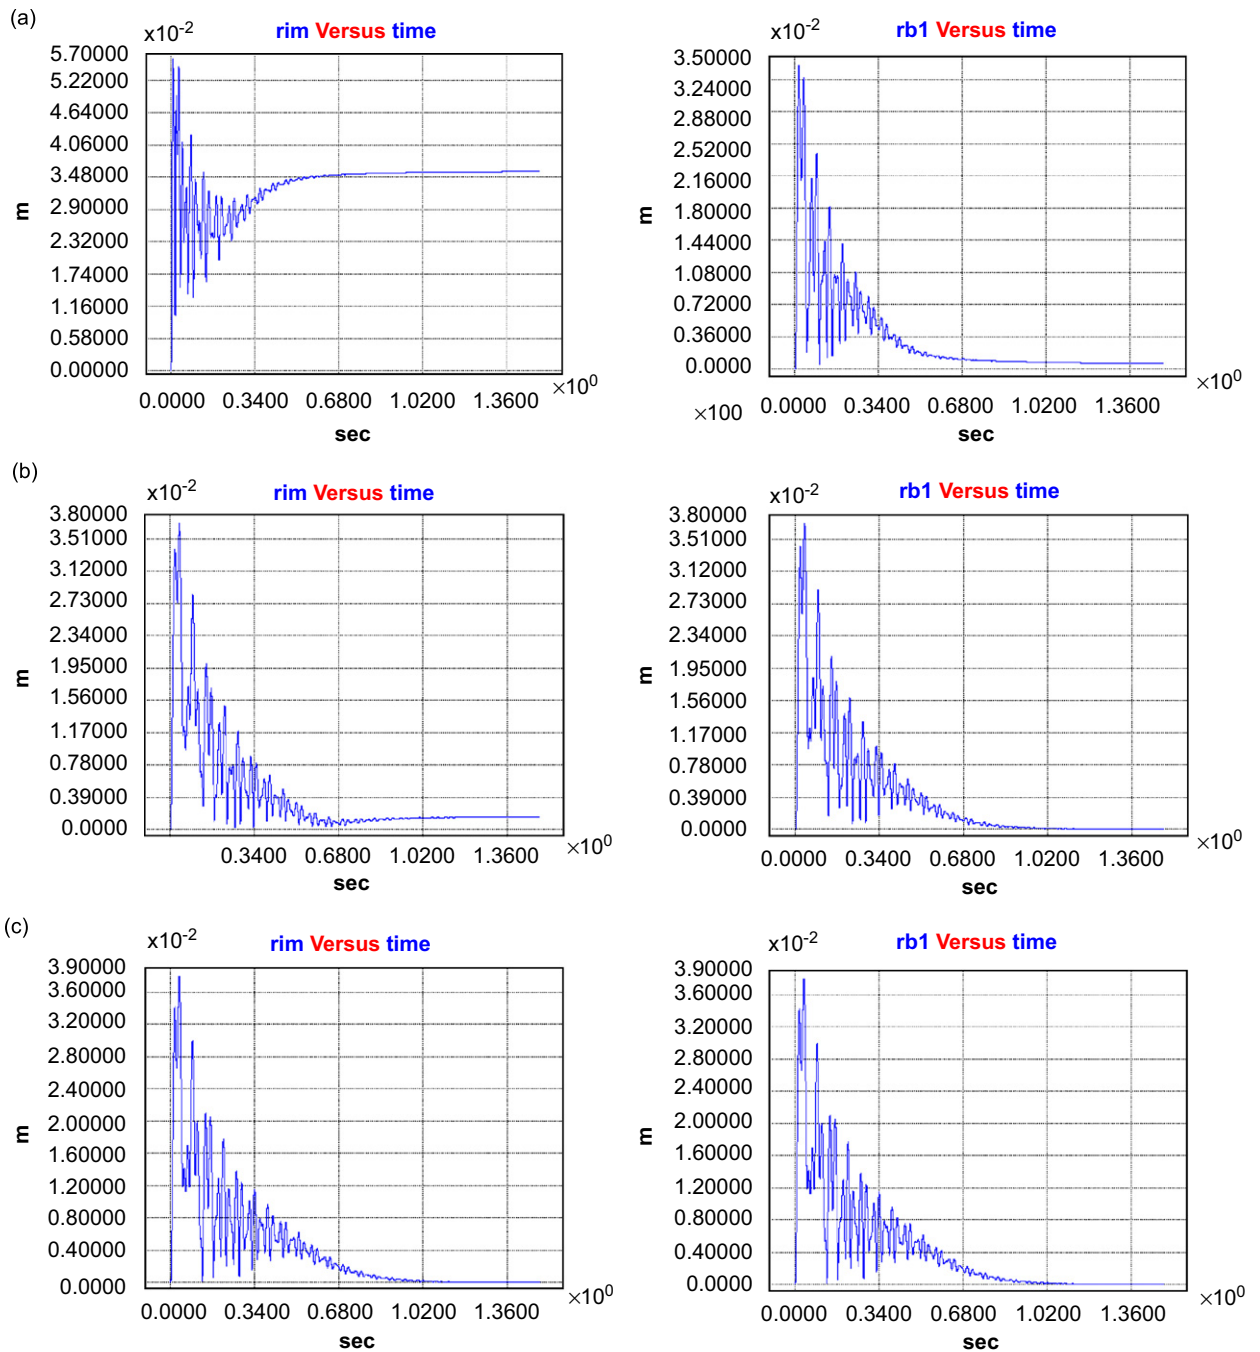 (a)
x10-2
rim Versus time
5.70000
5.22000
4.64000
4.06000
3.48000
2.90000
2.32000
1.74000
1.16000
0.58000
0.00000
m
0.0000 0.3400 0.6800 1.0200 1.3600
×10⁰
sec
x10-2
rb1 Versus time
3.50000
3.24000
2.88000
2.52000
2.16000
1.80000
1.44000
1.08000
0.72000
0.36000
0.00000
m
×100 0.0000 0.3400 0.6800 1.0200 1.3600
×10⁰
sec
(b)
x10-2
rim Versus time
3.80000
3.51000
3.12000
2.73000
2.34000
1.95000
1.56000
1.17000
0.78000
0.39000
0.0000
m
0.3400 0.6800 1.0200 1.3600
×10⁰
sec
x10-2
rb1 Versus time
3.80000
3.51000
3.12000
2.73000
2.34000
1.95000
1.56000
1.17000
0.78000
0.39000
0.0000
m
0.0000 0.3400 0.6800 1.0200 1.3600
×10⁰
sec
(c)
x10-2
rim Versus time
3.90000
3.60000
3.20000
2.80000
2.40000
2.00000
1.60000
1.20000
0.80000
0.40000
0.0000
m
0.0000 0.3400 0.6800 1.0200 1.3600
×10⁰
sec
x10-2
rb1 Versus time
3.90000
3.60000
3.20000
2.80000
2.40000
2.00000
1.60000
1.20000
0.80000
0.40000
0.0000
m
0.0000 0.3400 0.6800 1.0200 1.3600
×10⁰
sec